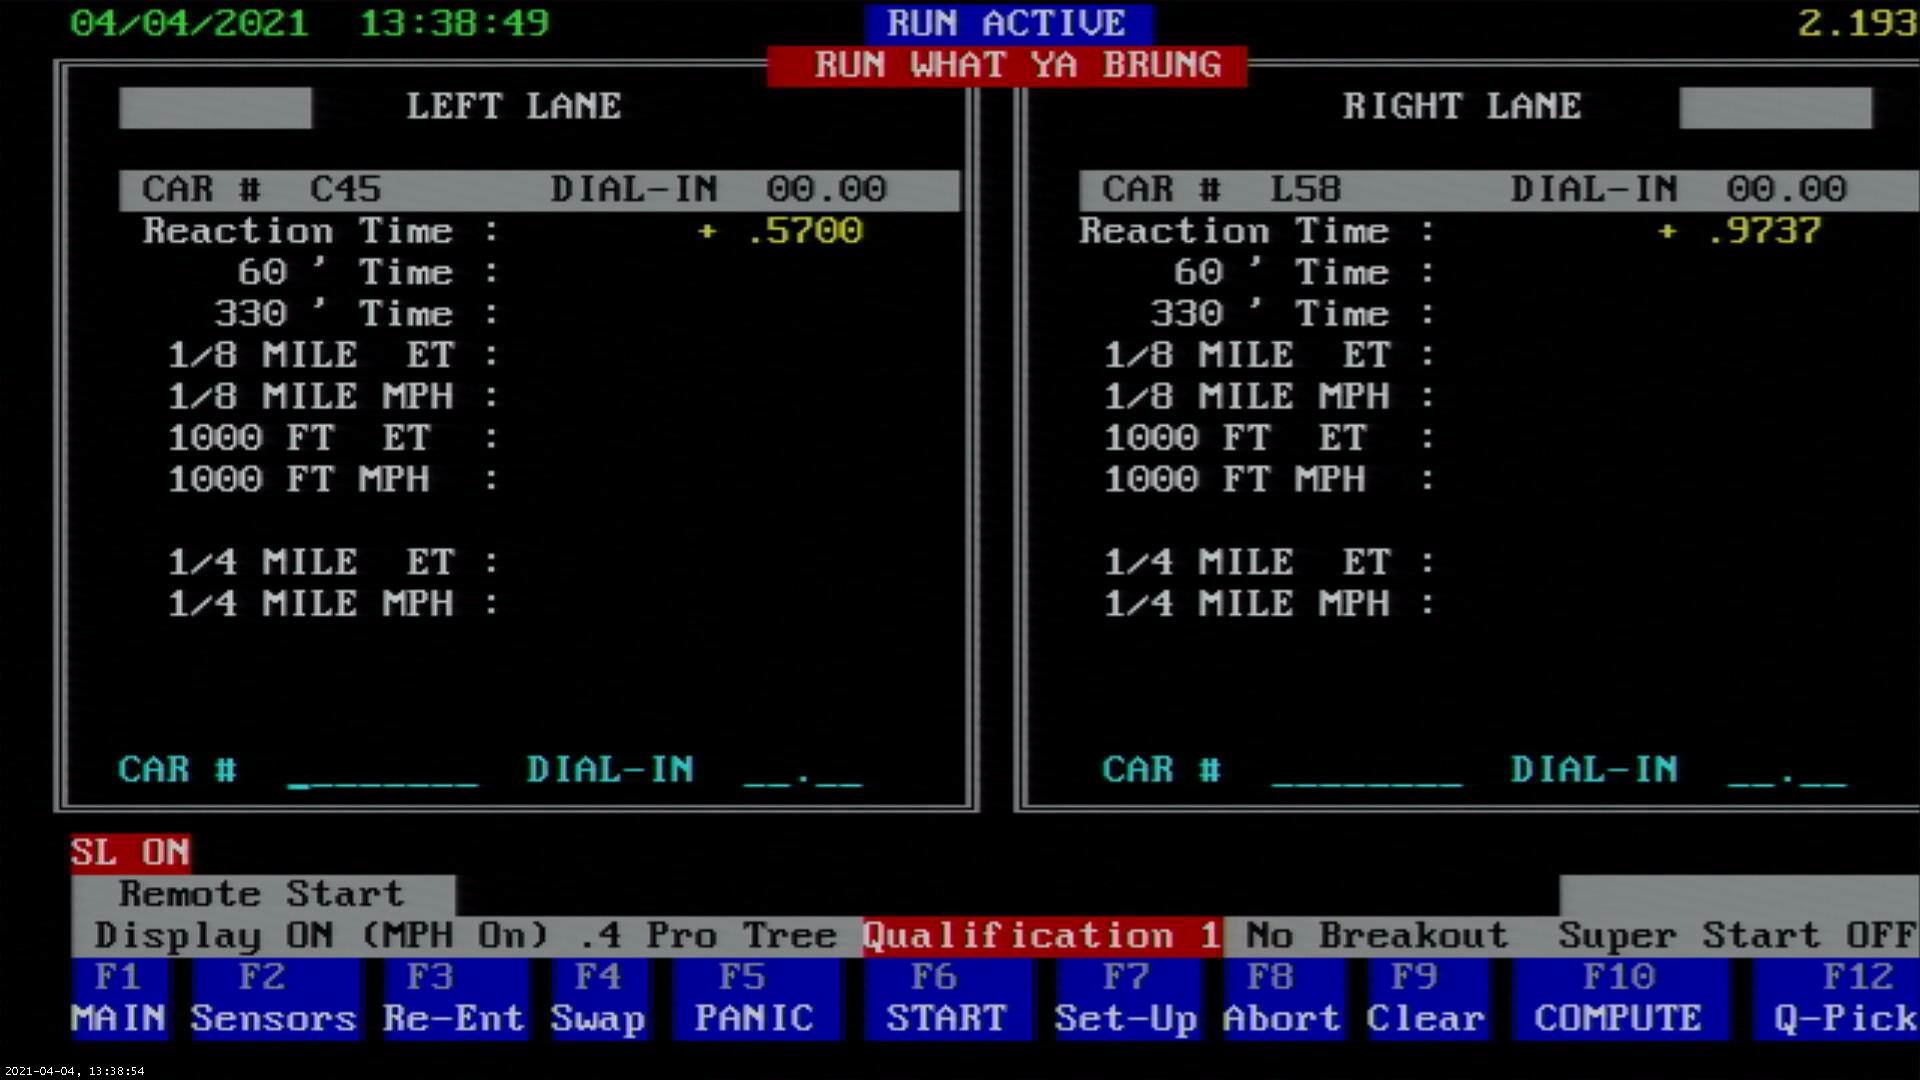 04/04/2021 13:38:49 RUN ACTIVE 2.193
RUN WHAT YA BRUNG
LEFT LANE
CAR # C45 DIAL-IN 00.00
Reaction Time : + .5700
60 ' Time :
330 ' Time :
1/8 MILE ET :
1/8 MILE MPH :
1000 FT ET :
1000 FT MPH :
1/4 MILE ET :
1/4 MILE MPH :
CAR # ________ DIAL-IN __.__
RIGHT LANE
CAR # L58 DIAL-IN 00.00
Reaction Time : + .9737
60 ' Time :
330 ' Time :
1/8 MILE ET :
1/8 MILE MPH :
1000 FT ET :
1000 FT MPH :
1/4 MILE ET :
1/4 MILE MPH :
CAR # ________ DIAL-IN __.__
SL ON
Remote Start
Display ON (MPH On) .4 Pro Tree Qualification 1 No Breakout Super Start OFF
F1 F2 F3 F4 F5 F6 F7 F8 F9 F10 F12
MAIN Sensors Re-Ent Swap PANIC START Set-Up Abort Clear COMPUTE Q-Pick
2021-04-04, 13:38:54